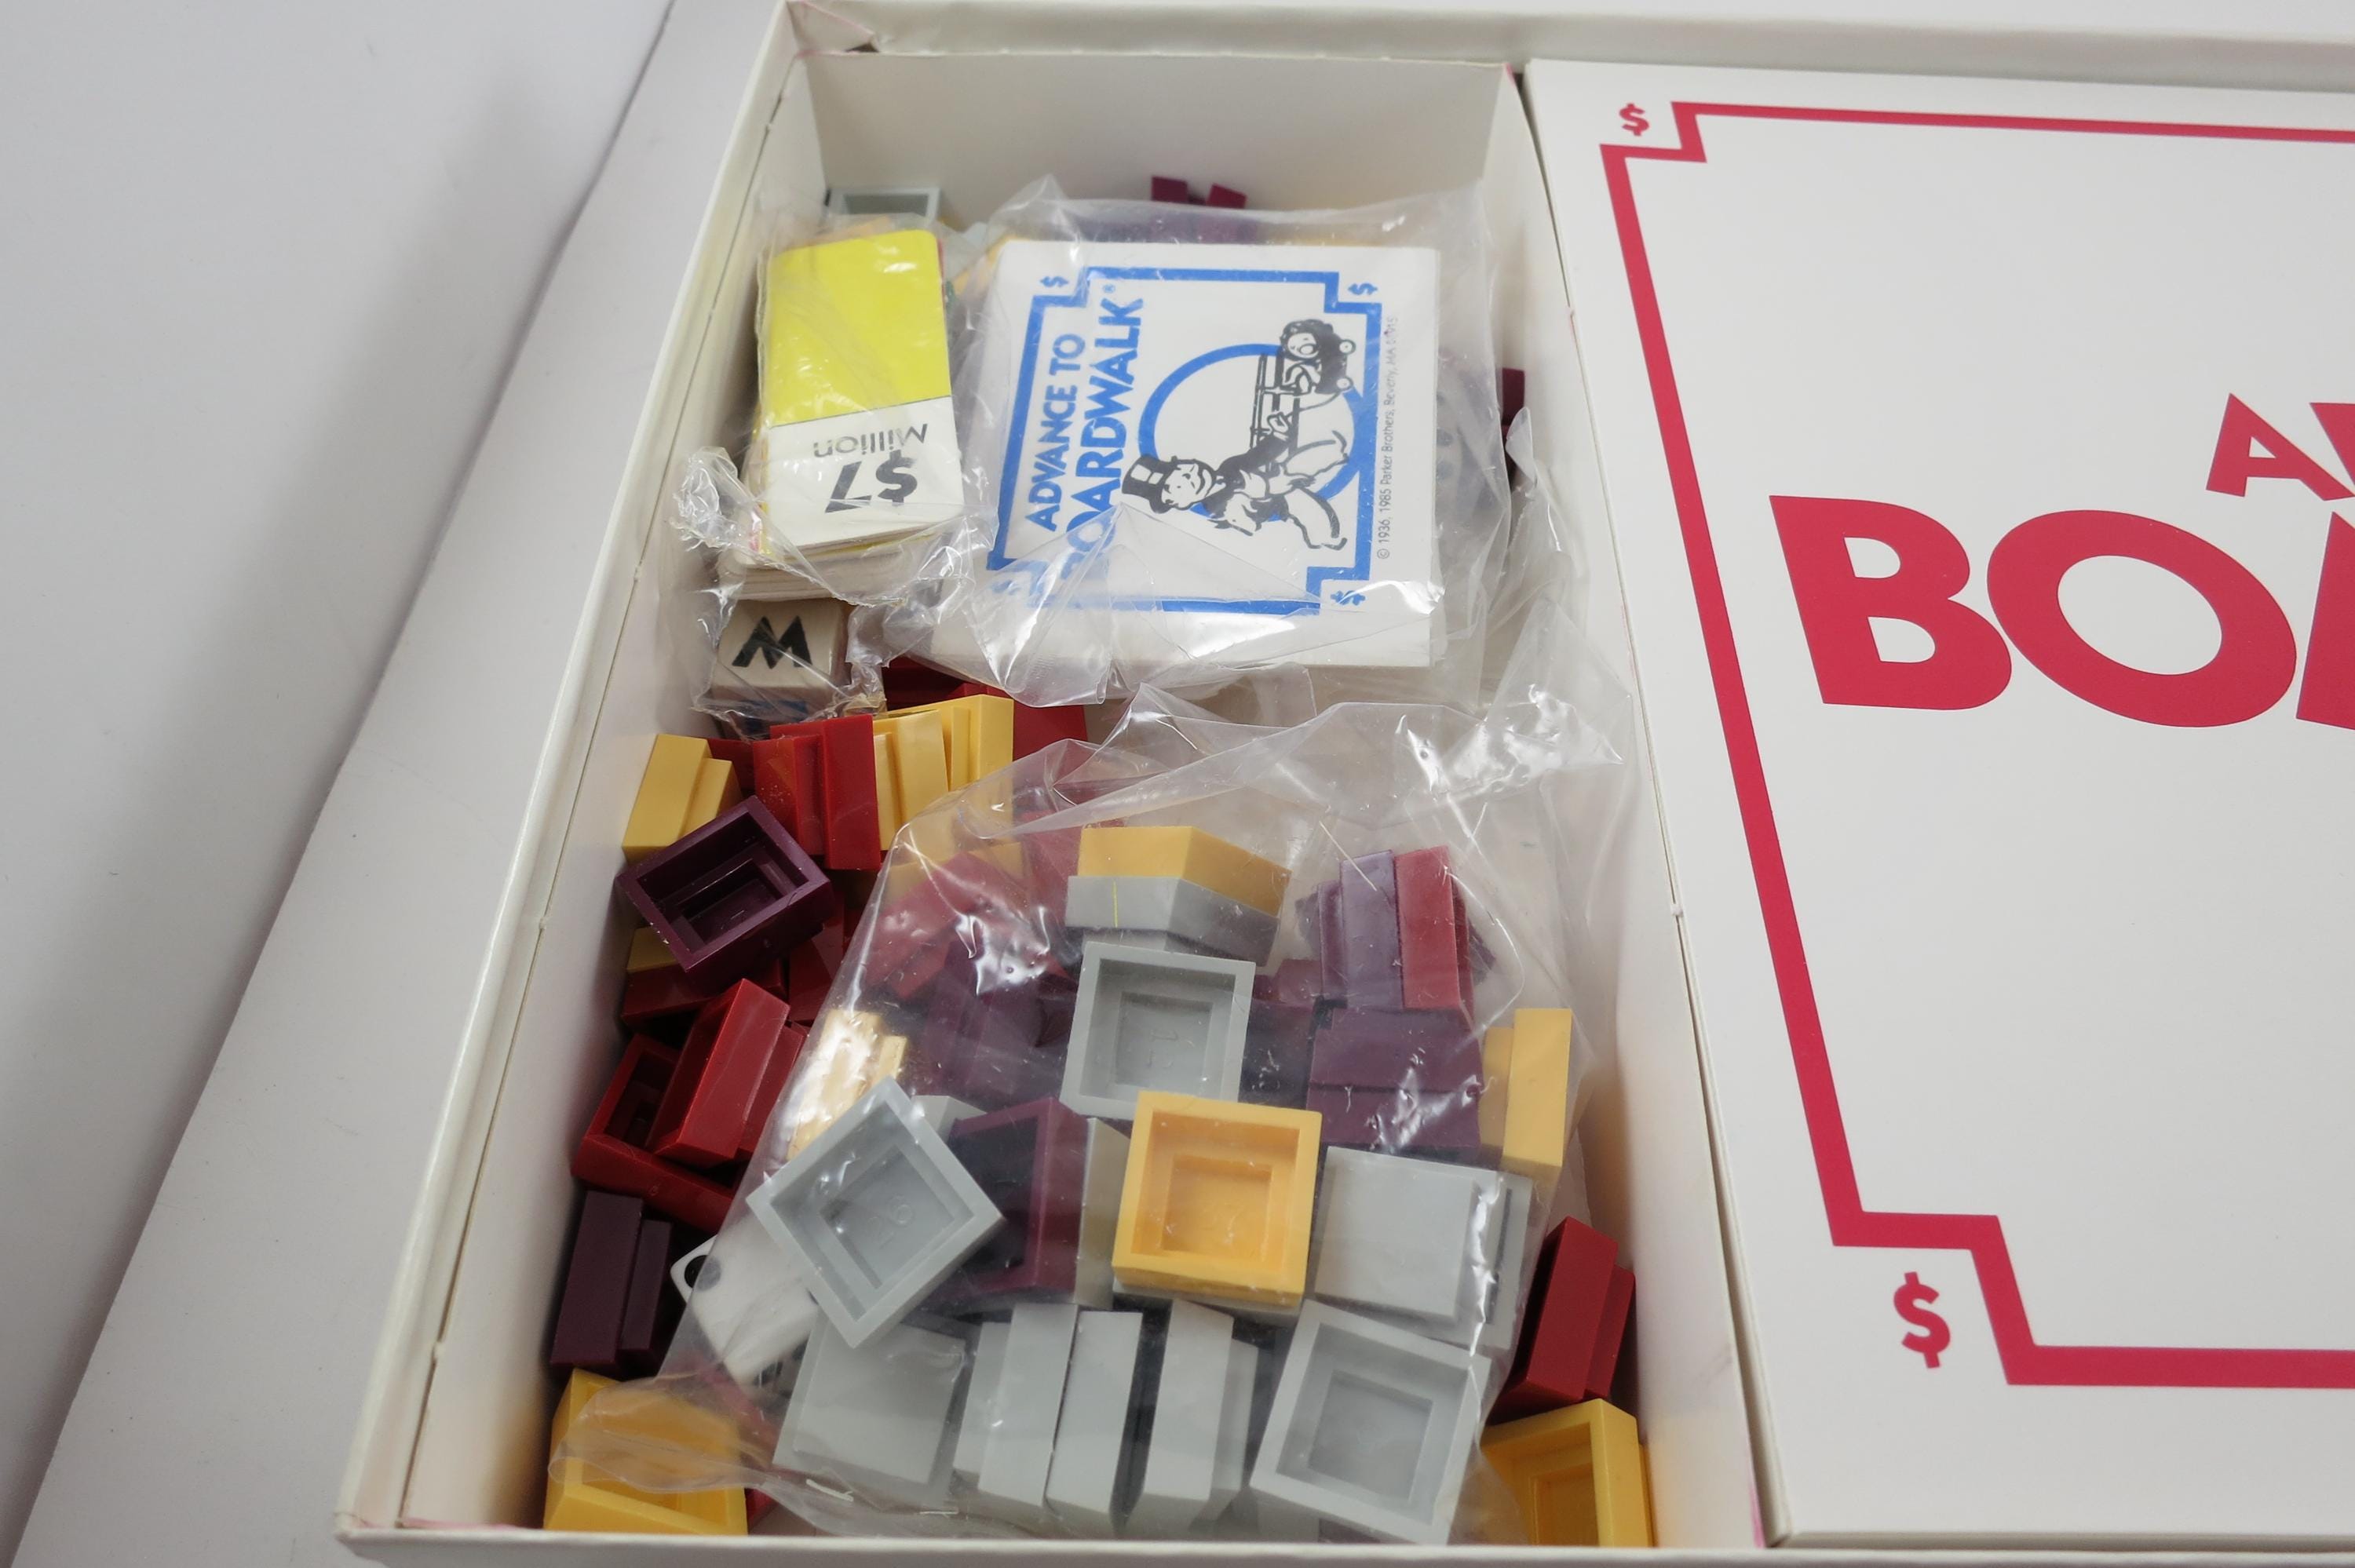 $7
Million
$ $
ADVANCE TO
BOARDWALK®
© 1936, 1985 Parker Brothers, Beverly, MA 01915
$
W
$
BO
$